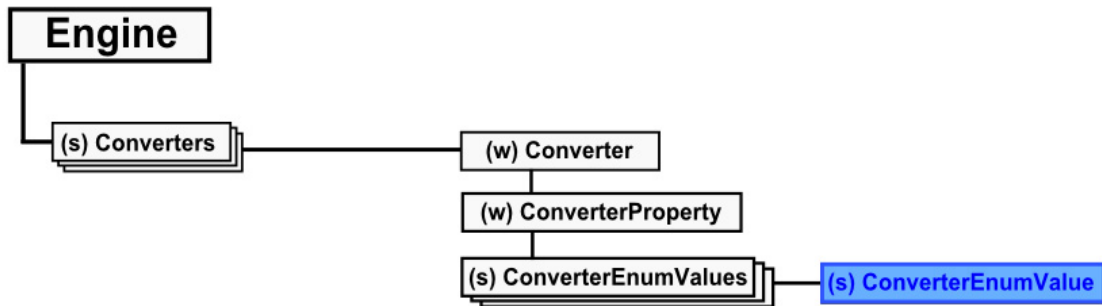 Engine
(s) Converters
(w) Converter
(w) ConverterProperty
(s) ConverterEnumValues
(s) ConverterEnumValue